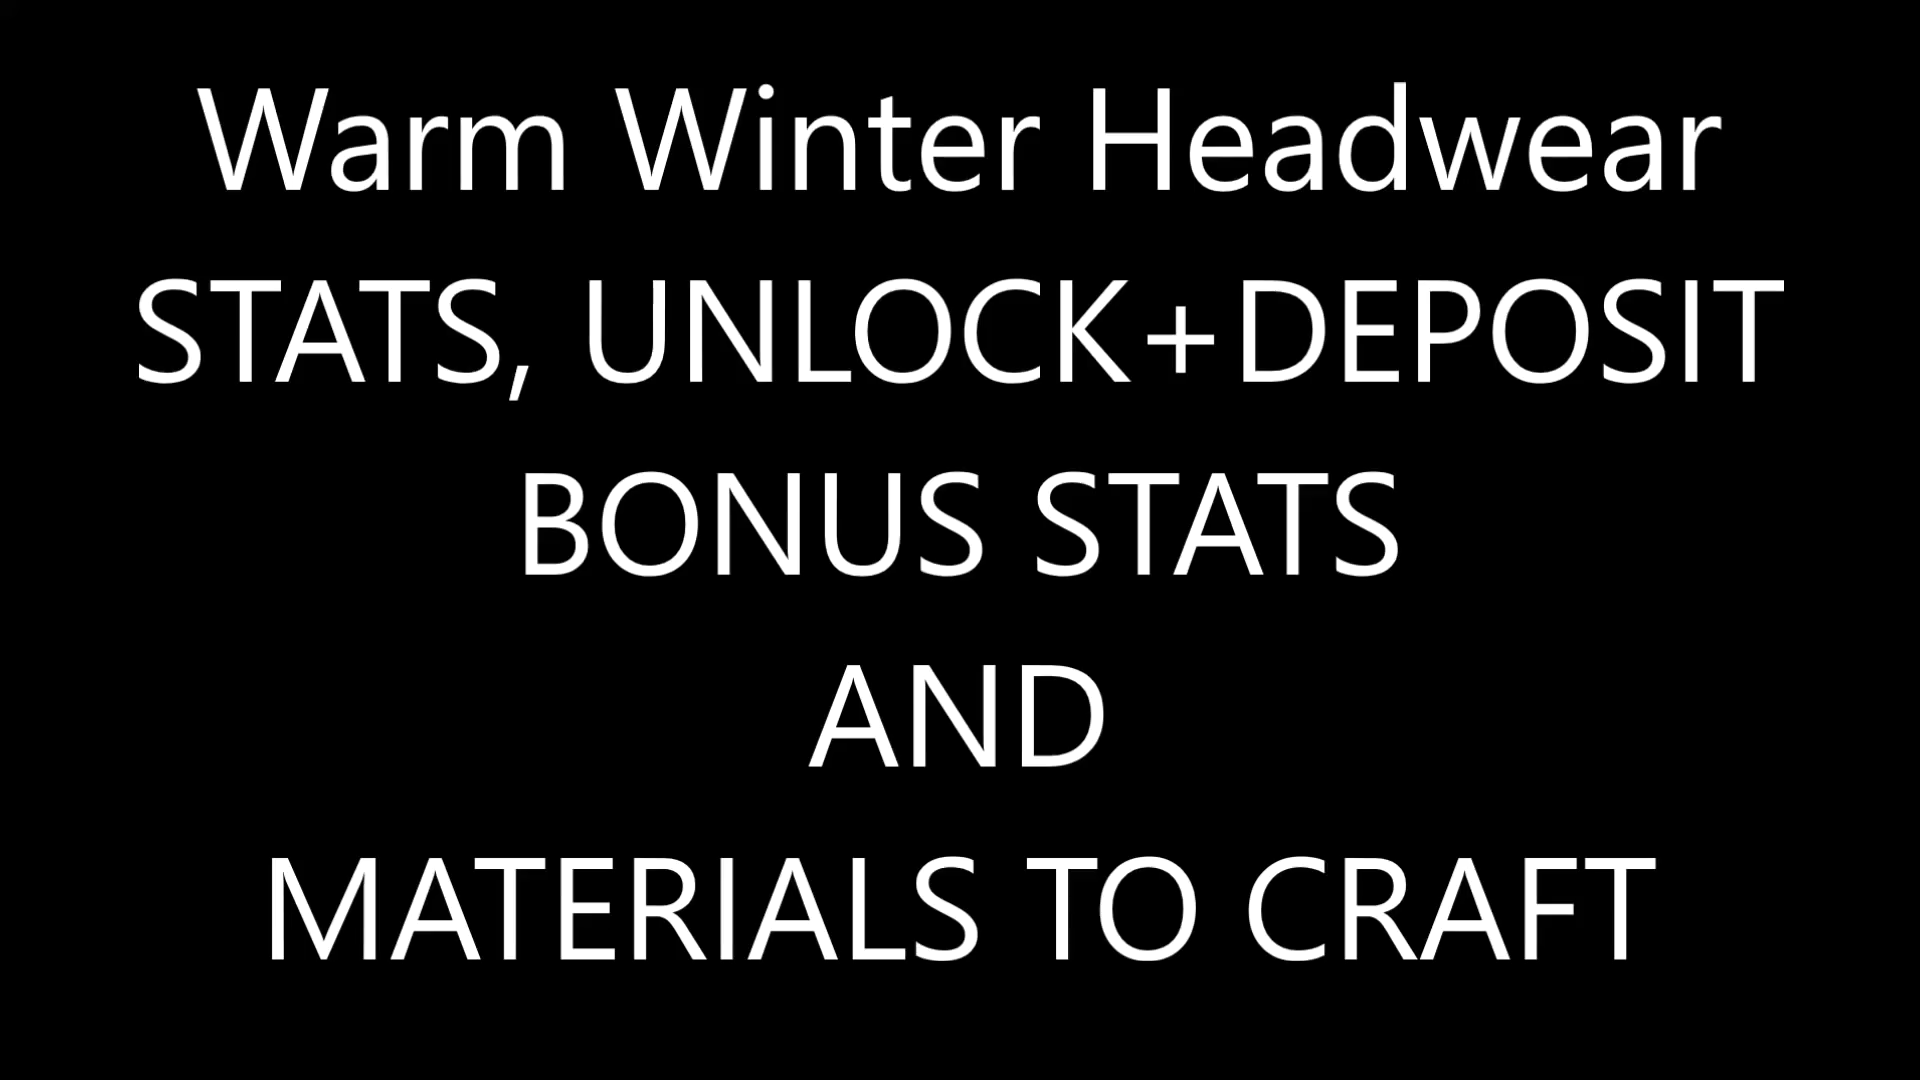 Warm Winter Headwear
STATS, UNLOCK+DEPOSIT
BONUS STATS
AND
MATERIALS TO CRAFT